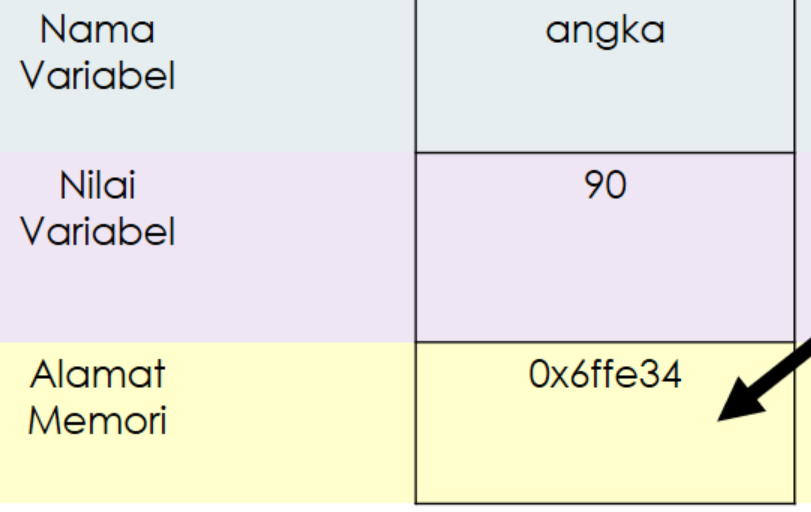 Nama
Variabel
angka
Nilai
Variabel
90
Alamat
Memori
0x6ffe34